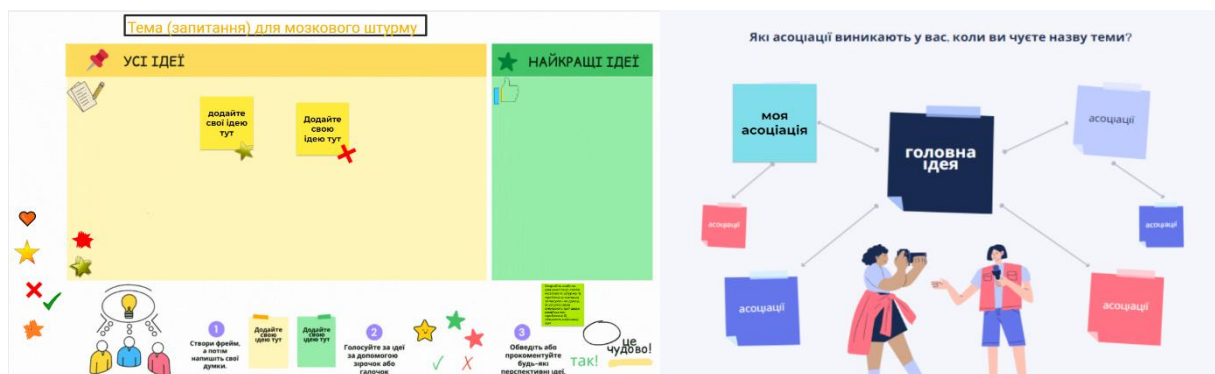 Тема (запитання) для мозкового штурму
УСІ ІДЕЇ
НАЙКРАЩІ ІДЕЇ
додайте
свої ідею
тут
Додайте
свою
ідею тут
1
Створи фрейм,
а потім
напишіть свої
думки.
Додайте
свою
ідею тут
Додайте
свою
ідею тут
2
Голосуйте за ідеї
за допомогою
зірочок або
галочок
3
Обведіть або
прокоментуйте
будь-які
перспективні ідеї.
так!
це
чудово!
Які асоціації виникають у вас, коли ви чуєте назву теми?
моя
асоціація
головна
ідея
асоціації
асоціації
асоціації
асоціації
асоціації